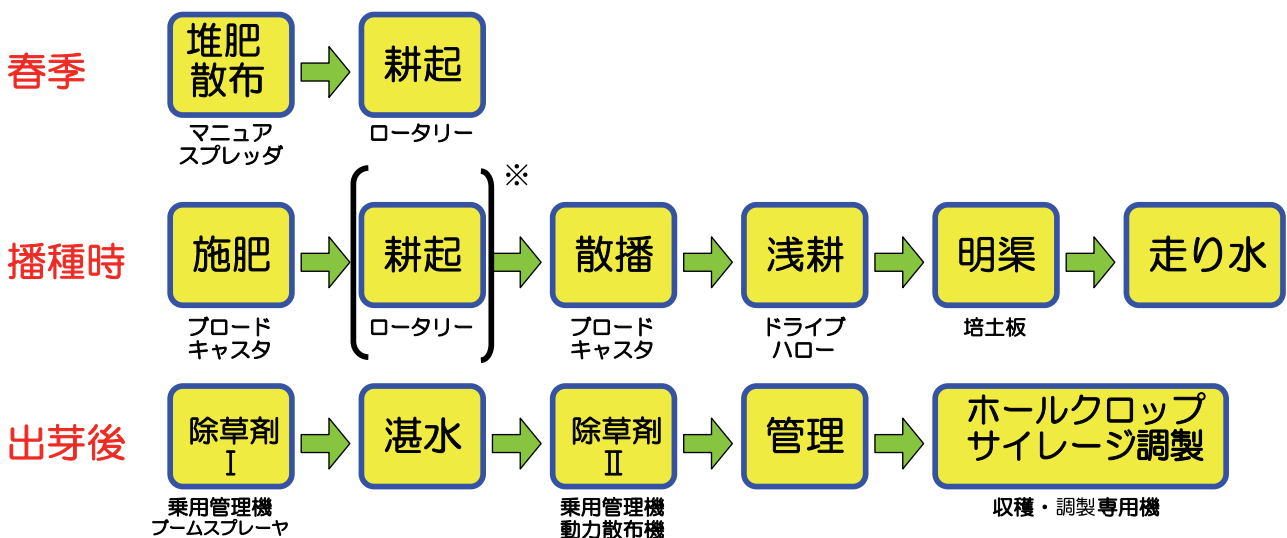 春季
堆肥
散布
耕起
マニュア
スプレッダ
ロータリー
※
播種時
施肥
耕起
散播
浅耕
明渠
走り水
ブロード
キャスタ
ロータリー
ブロード
キャスタ
ドライブ
ハロー
培土板
出芽後
除草剤
Ⅰ
湛水
除草剤
Ⅱ
管理
ホールクロップ
サイレージ調製
乗用管理機
ブームスプレーヤ
乗用管理機
動力散布機
収穫・調製専用機